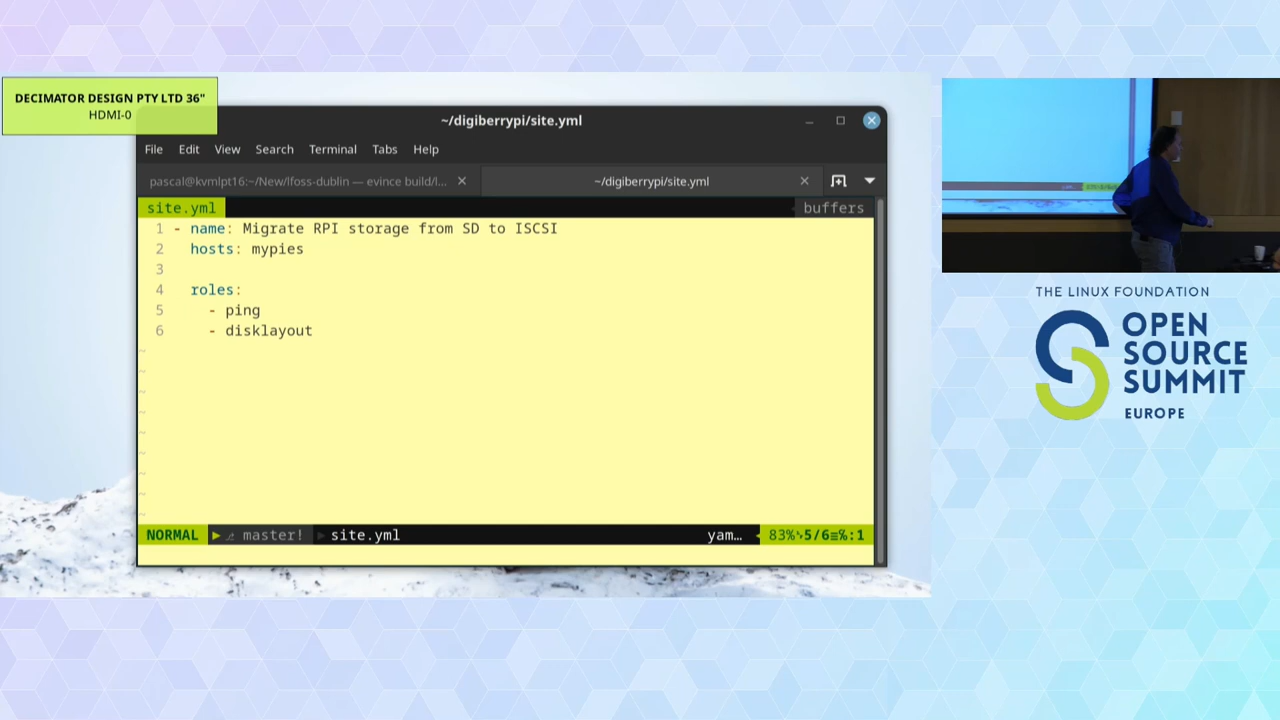 DECIMATOR DESIGN PTY LTD 36"
HDMI-0
~/digiberrypi/site.yml
File Edit View Search Terminal Tabs Help
pascal@kvmlpt16:~/New/lfoss-dublin — evince build/l...
~/digiberrypi/site.yml
site.yml buffers
1 - name: Migrate RPI storage from SD to ISCSI
2 hosts: mypies
3
4 roles:
5 - ping
6 - disklayout
NORMAL master! site.yml yam… 83% 5/6 ℅:1
THE LINUX FOUNDATION
OPEN
SOURCE
SUMMIT
EUROPE